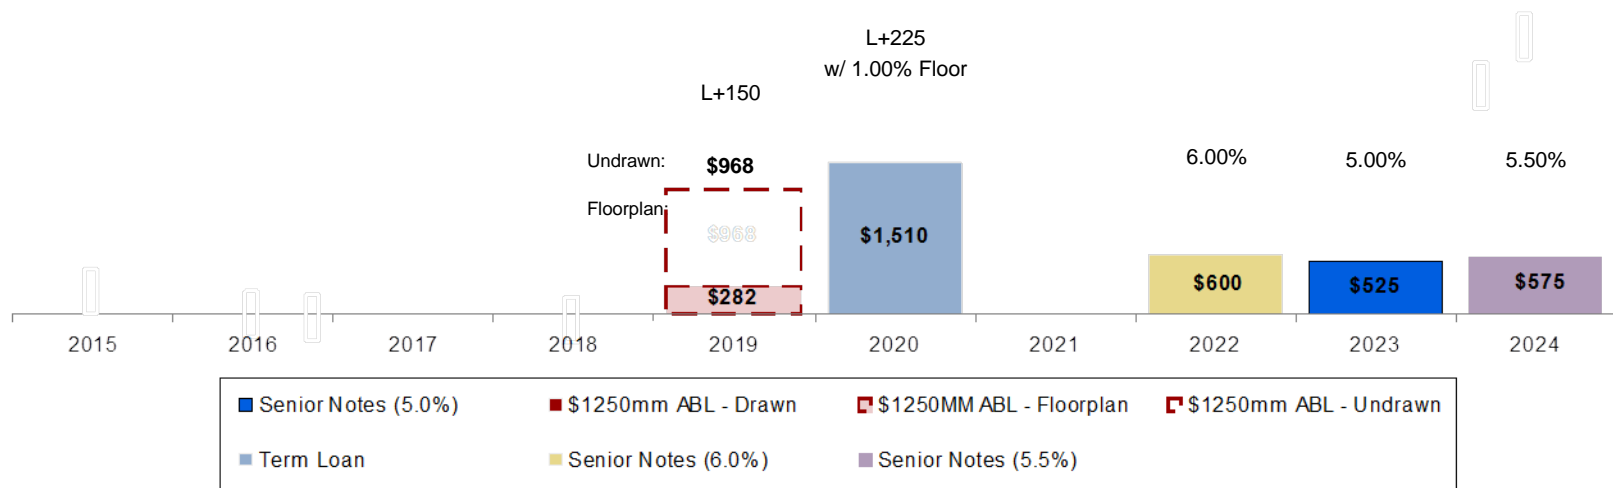 L+225
w/ 1.00% Floor
L+150
Undrawn:
$968
6.00%
5.00%
5.50%
Floorplan:
$968
$1,510
$282
$600
$525
$575
2015
2016
2017
2018
2019
2020
2021
2022
2023
2024
Senior Notes (5.0%)
$1250mm ABL - Drawn
$1250MM ABL - Floorplan
$1250mm ABL - Undrawn
Term Loan
Senior Notes (6.0%)
Senior Notes (5.5%)